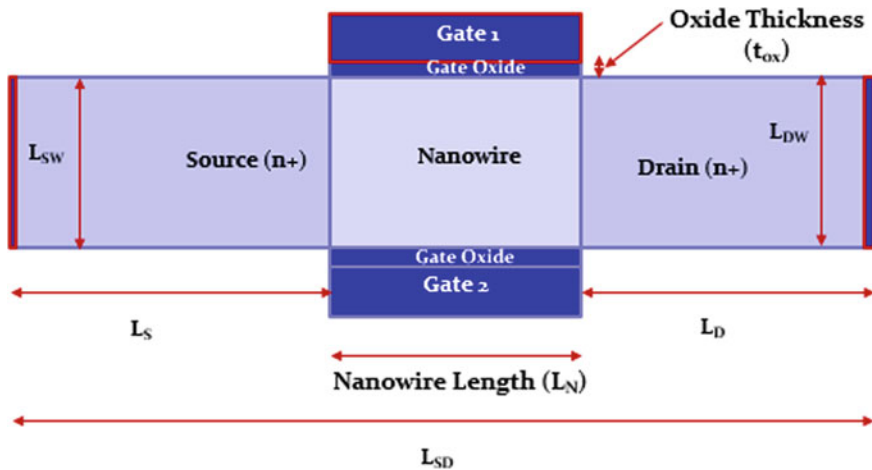 Gate 1
Oxide Thickness
(tox)
Gate Oxide
LSW
Source (n+)
Nanowire
Drain (n+)
LDW
Gate Oxide
Gate 2
LS
LD
Nanowire Length (LN)
LSD